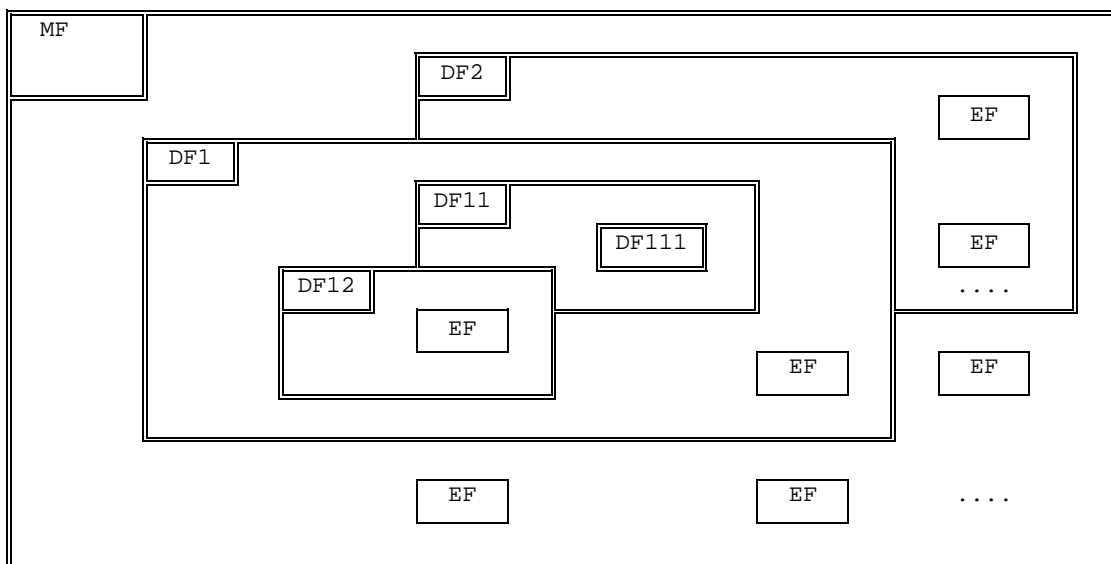 MF
DF2
EF
DF1
DF11
DF111
EF
DF12
....
EF
EF
EF
EF
EF
....